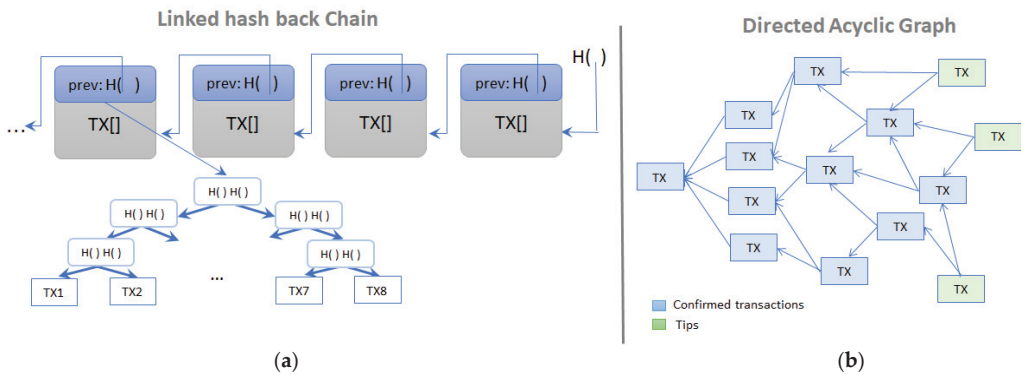 Linked hash back Chain
H( )
prev: H( ) prev: H( ) prev: H( ) prev: H( )
... TX[] TX[] TX[] TX[]
H( ) H( )
H( ) H( ) H( ) H( )
H( ) H( ) ... H( ) H( )
TX1 TX2 TX7 TX8
(a)
Directed Acyclic Graph
TX TX
TX TX
TX
TX
TX TX
TX
TX
TX
TX
TX
TX
Confirmed transactions
Tips
(b)